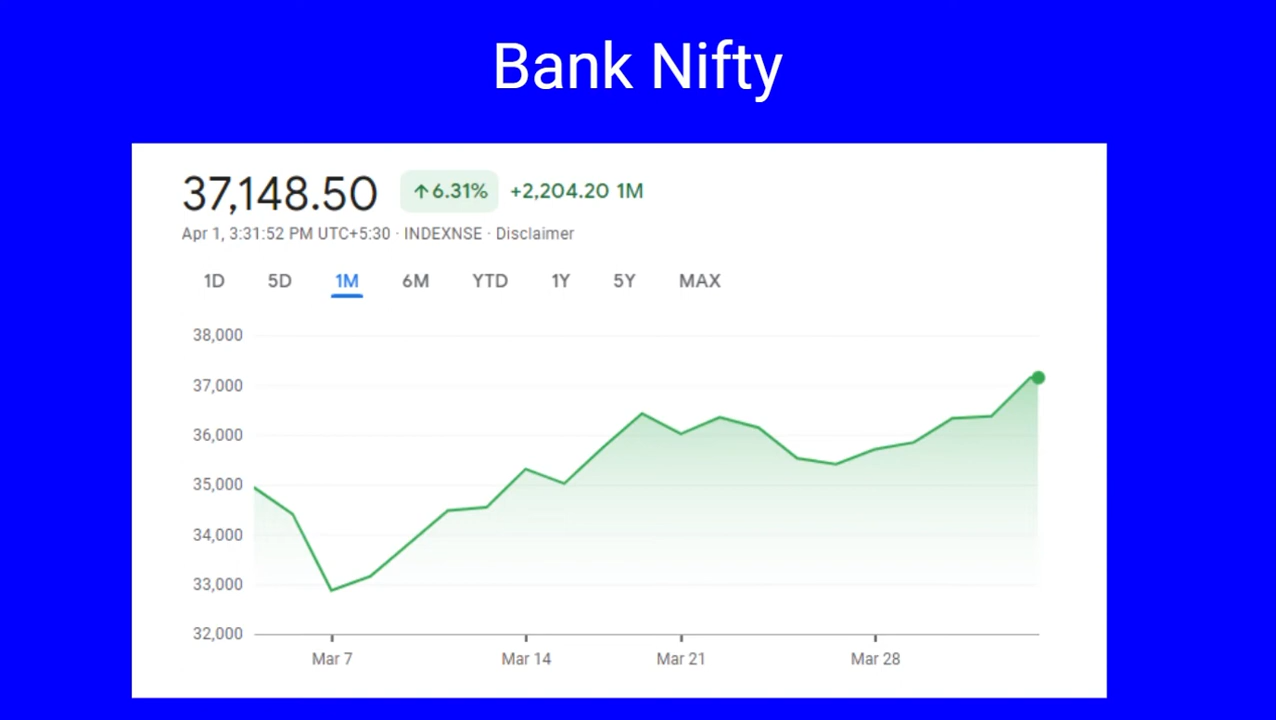 Bank Nifty
37,148.50 ↑6.31% +2,204.20 1M
Apr 1, 3:31:52 PM UTC+5:30 · INDEXNSE · Disclaimer
1D 5D 1M 6M YTD 1Y 5Y MAX
38,000
37,000
36,000
35,000
34,000
33,000
32,000
Mar 7 Mar 14 Mar 21 Mar 28